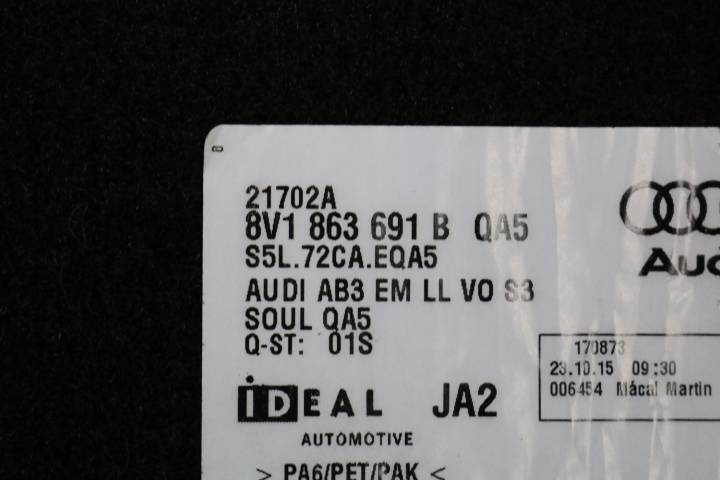 21702A
8V1 863 691 B QA5
S5L.72CA.EQA5
AUDI AB3 EM LL VO S3
SOUL QA5
Q-ST: 01S
Aud
170873
23.10.15 09:30
006454 Mácal Martin
iDEAL JA2
AUTOMOTIVE
> PA6/PET/PAK <